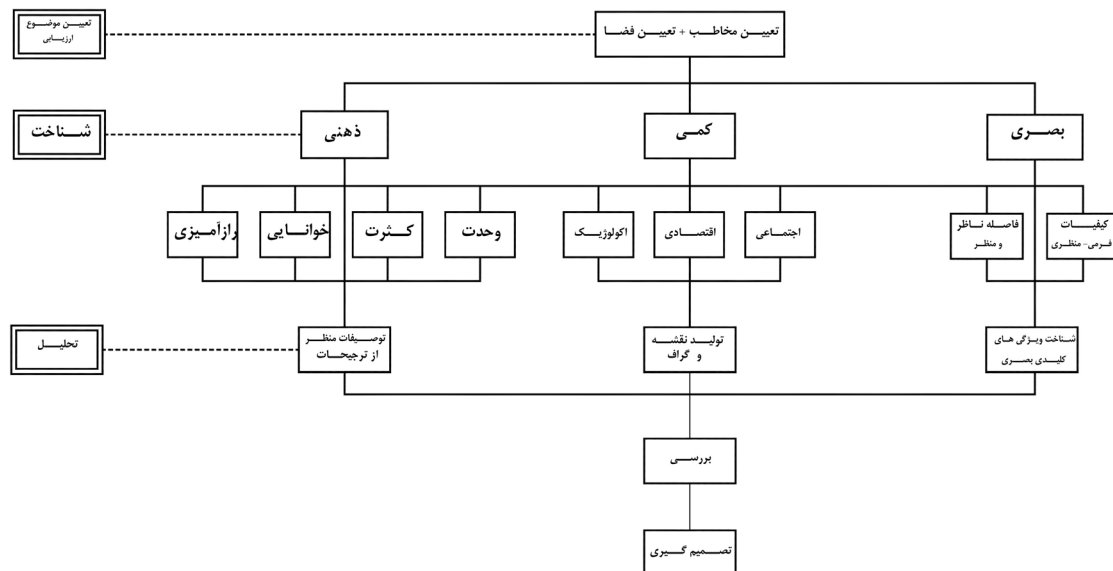 تعیین مخاطب + تعیین فضا
تعیین موضوع
ارزیابی
بصری
کمی
ذهنی
شناخت
کیفیات
فرمی- منظری
فاصله ناظر
و منظر
اجتماعی
اقتصادی
اکولوژیک
وحدت
کثرت
خوانایی
رازآمیزی
شناخت ویژگی های
کلیدی بصری
تولید نقشه
و گراف
توصیفات منظر
از ترجیحات
تحلیل
بررسی
تصمیم گیری